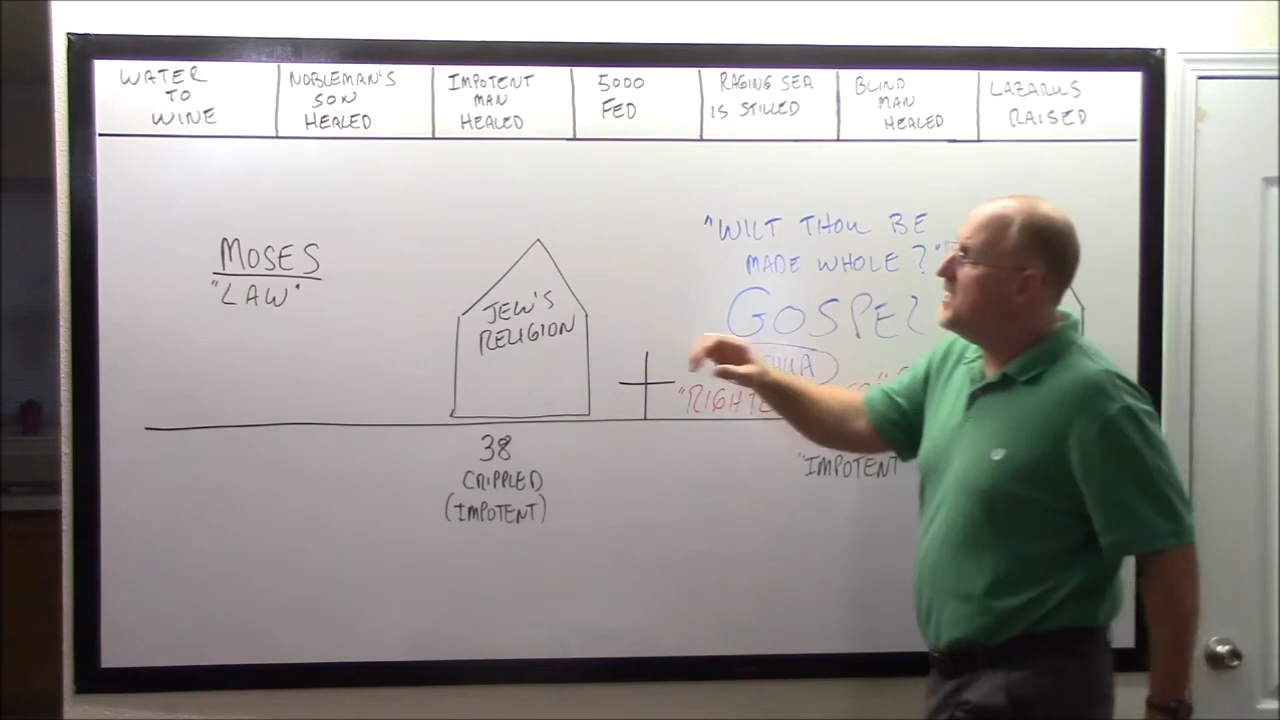 WATER
TO
WINE
NOBLEMAN'S
SON
HEALED
IMPOTENT
MAN
HEALED
5000
FED
RAGING SEA
IS STILLED
BLIND
MAN
HEALED
LAZARUS
RAISED
MOSES
"LAW"
JEW'S
RELIGION
38
CRIPPLED
(IMPOTENT)
"WILT THOU BE
MADE WHOLE?"
GOSPEL
"IMPOTENT